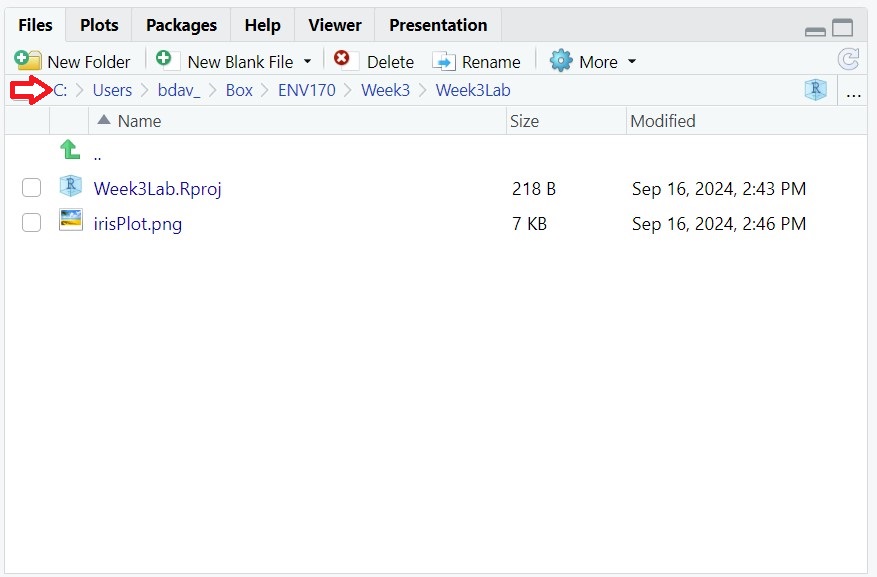 Files Plots Packages Help Viewer Presentation
New Folder New Blank File Delete Rename More
C: Users bdav_ Box ENV170 Week3 Week3Lab R ...
Name Size Modified
..
R Week3Lab.Rproj 218 B Sep 16, 2024, 2:43 PM
irisPlot.png 7 KB Sep 16, 2024, 2:46 PM